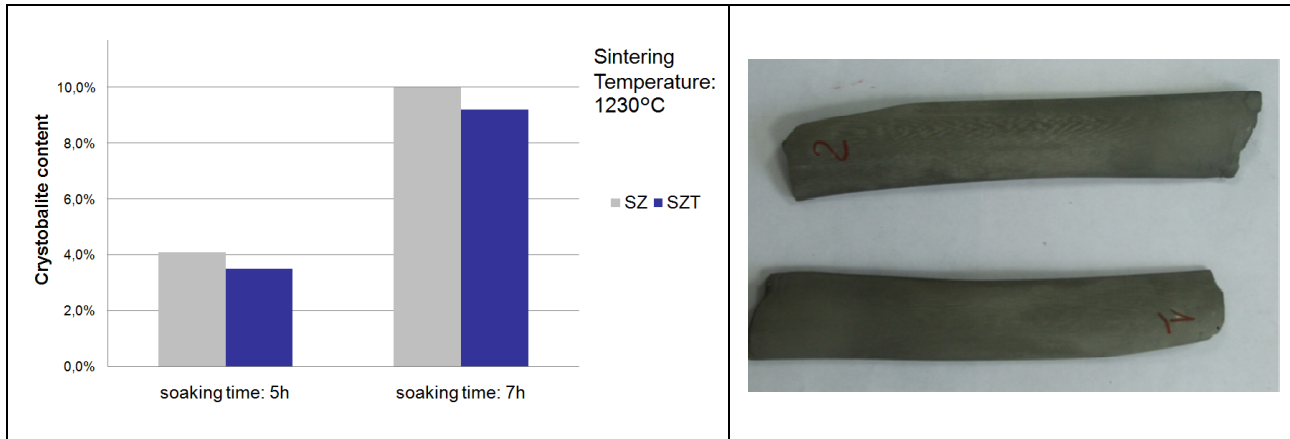 Crystobalite content
10,0%
8,0%
6,0%
4,0%
2,0%
0,0%
soaking time: 5h
soaking time: 7h
Sintering
Temperature:
1230°C
SZ SZT
2
1